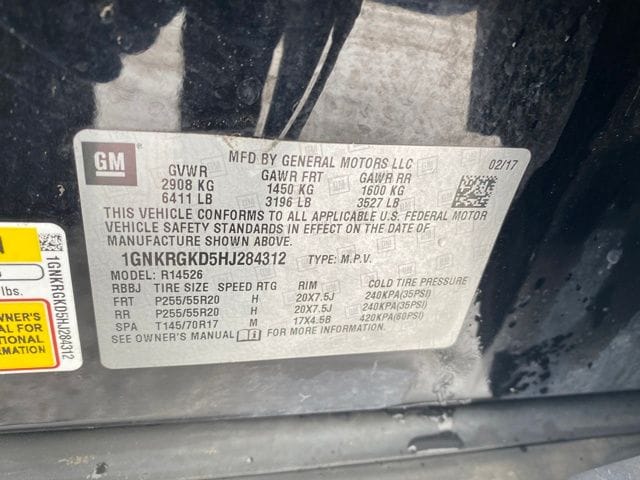 GM
MFD BY GENERAL MOTORS LLC 02/17
GVWR GAWR FRT GAWR RR
2908 KG 1450 KG 1600 KG
6411 LB 3196 LB 3527 LB
THIS VEHICLE CONFORMS TO ALL APPLICABLE U.S. FEDERAL MOTOR
VEHICLE SAFETY STANDARDS IN EFFECT ON THE DATE OF
MANUFACTURE SHOWN ABOVE.
1GNKRGKD5HJ284312 TYPE: M.P.V.
MODEL: R14526
RBBJ TIRE SIZE SPEED RTG RIM COLD TIRE PRESSURE
FRT P255/55R20 H 20X7.5J 240KPA(35PSI)
RR P255/55R20 H 20X7.5J 240KPA(35PSI)
SPA T145/70R17 M 17X4.5B 420KPA(60PSI)
SEE OWNER'S MANUAL FOR MORE INFORMATION.
lbs.
OWNER'S
AL FOR
TIONAL
RMATION
1GNKRGKD5HJ284312